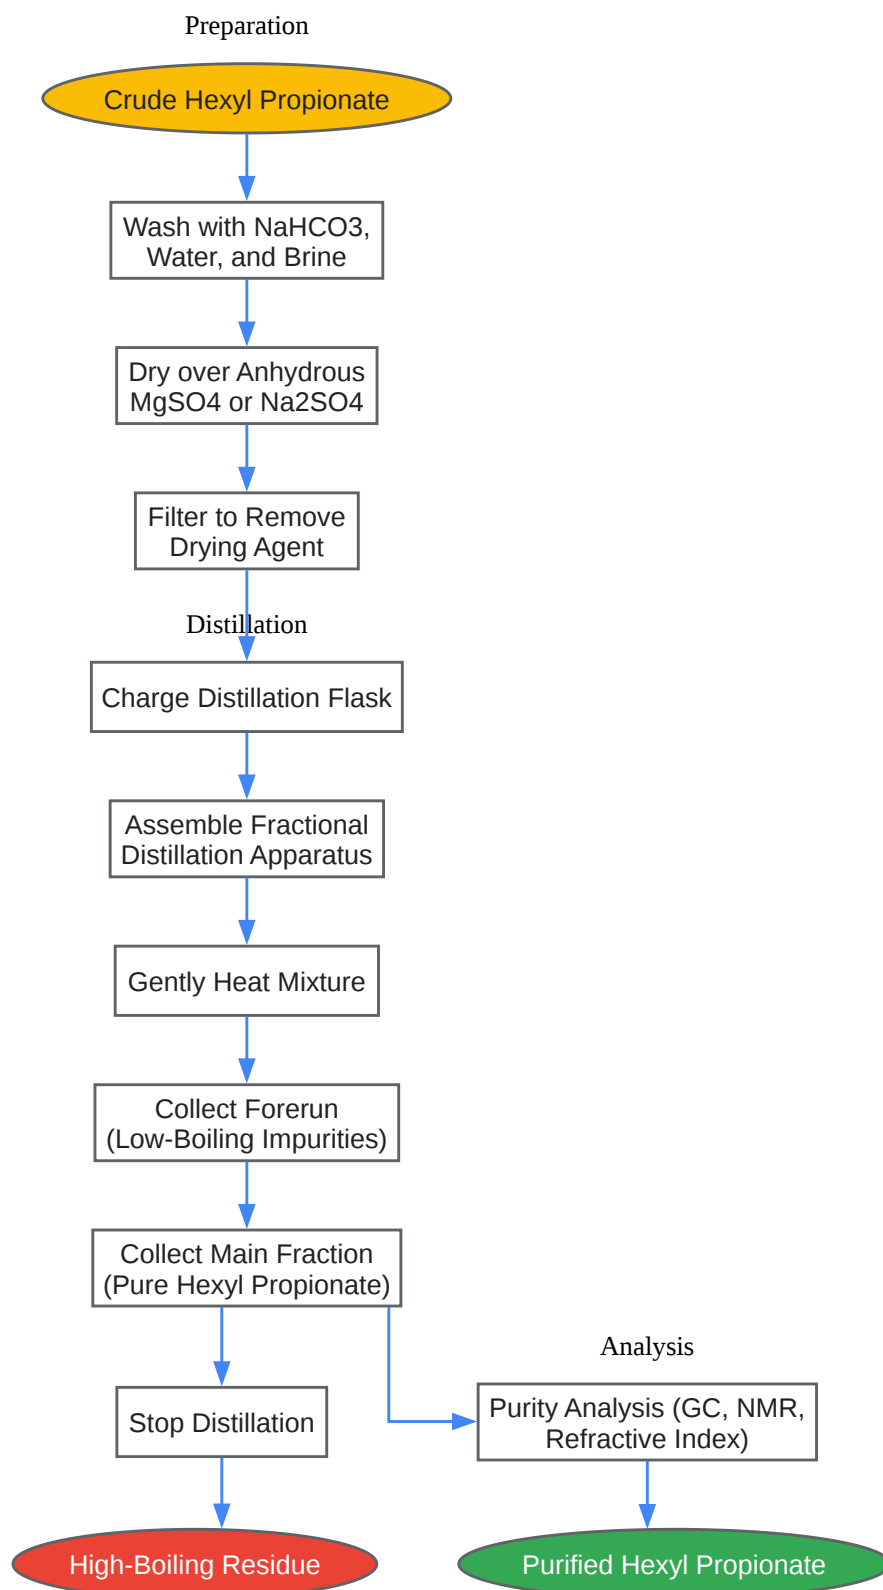 Preparation
Crude Hexyl Propionate
Wash with NaHCO3,
Water, and Brine
Dry over Anhydrous
MgSO4 or Na2SO4
Filter to Remove
Drying Agent
Distillation
Charge Distillation Flask
Assemble Fractional
Distillation Apparatus
Gently Heat Mixture
Collect Forerun
(Low-Boiling Impurities)
Collect Main Fraction
(Pure Hexyl Propionate)
Stop Distillation
High-Boiling Residue
Analysis
Purity Analysis (GC, NMR,
Refractive Index)
Purified Hexyl Propionate